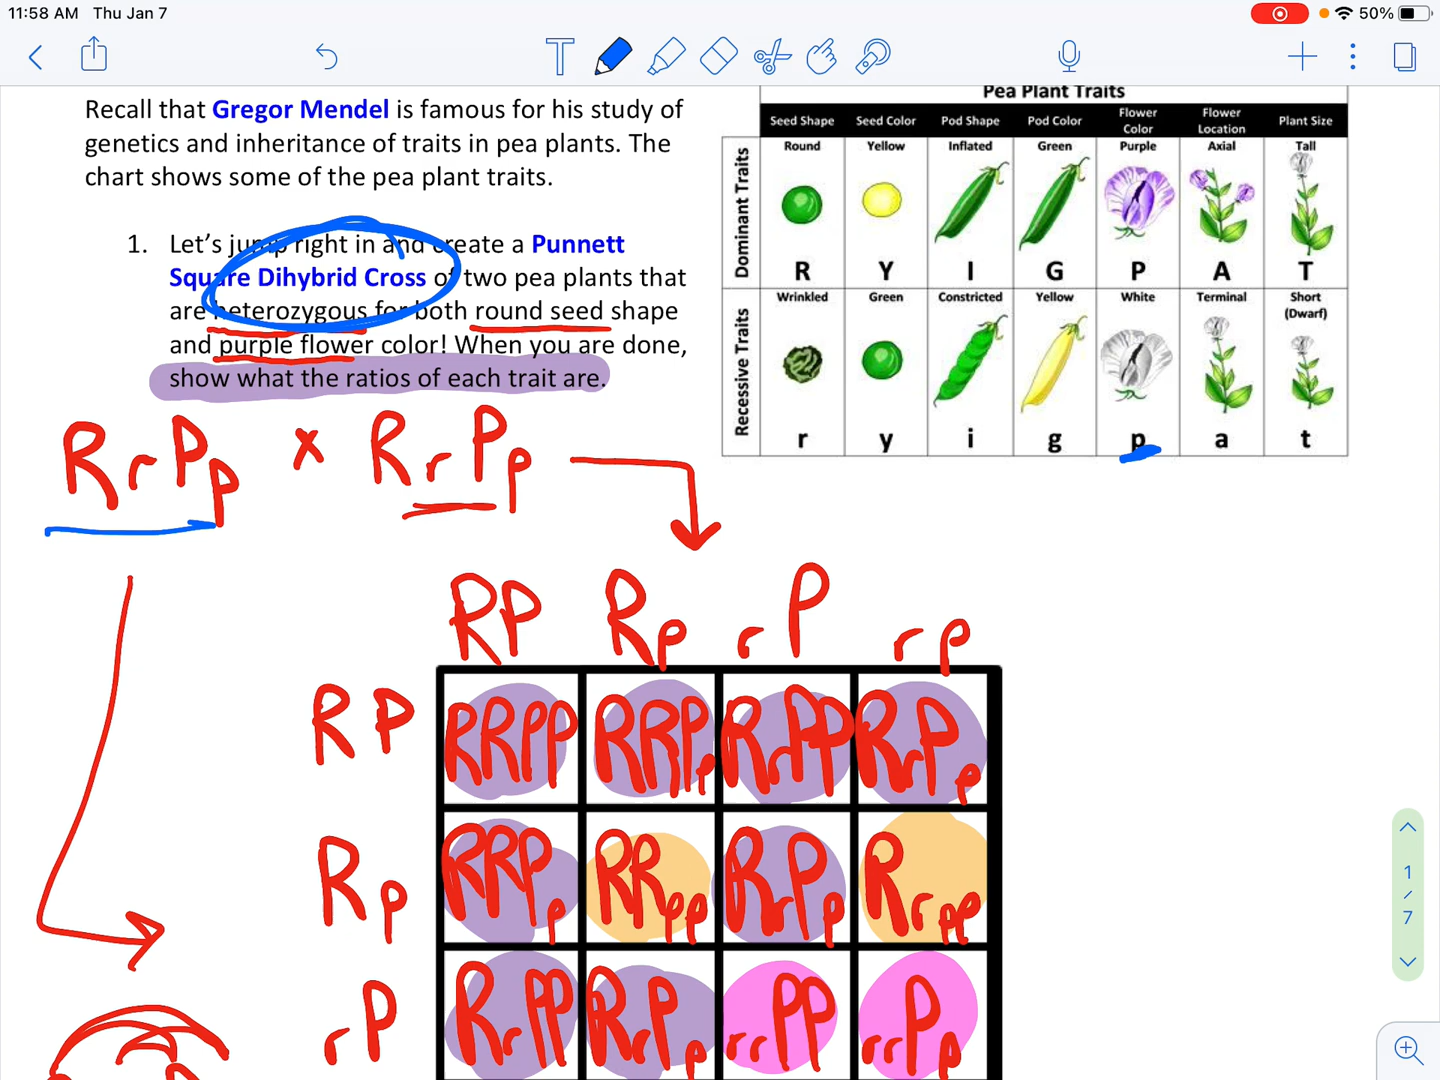 11:58 AM Thu Jan 7
50%
Recall that Gregor Mendel is famous for his study of
genetics and inheritance of traits in pea plants. The
chart shows some of the pea plant traits.
1. Let's jump right in and create a Punnett
Square Dihybrid Cross of two pea plants that
are heterozygous for both round seed shape
and purple flower color! When you are done,
show what the ratios of each trait are.
Pea Plant Traits
Seed Shape Seed Color Pod Shape Pod Color Flower Color Flower Location Plant Size
Dominant Traits
Round Yellow Inflated Green Purple Axial Tall
R Y I G P A T
Recessive Traits
Wrinkled Green Constricted Yellow White Terminal Short (Dwarf)
r y i g p a t
RrPp x RrPp
RP Rp rP rp
RP RRPP RRPp RrPP RrPp
Rp RRPp RRpp RrPp Rrpp
rP RrPP RrPp rrPP rrPp
1
/
7